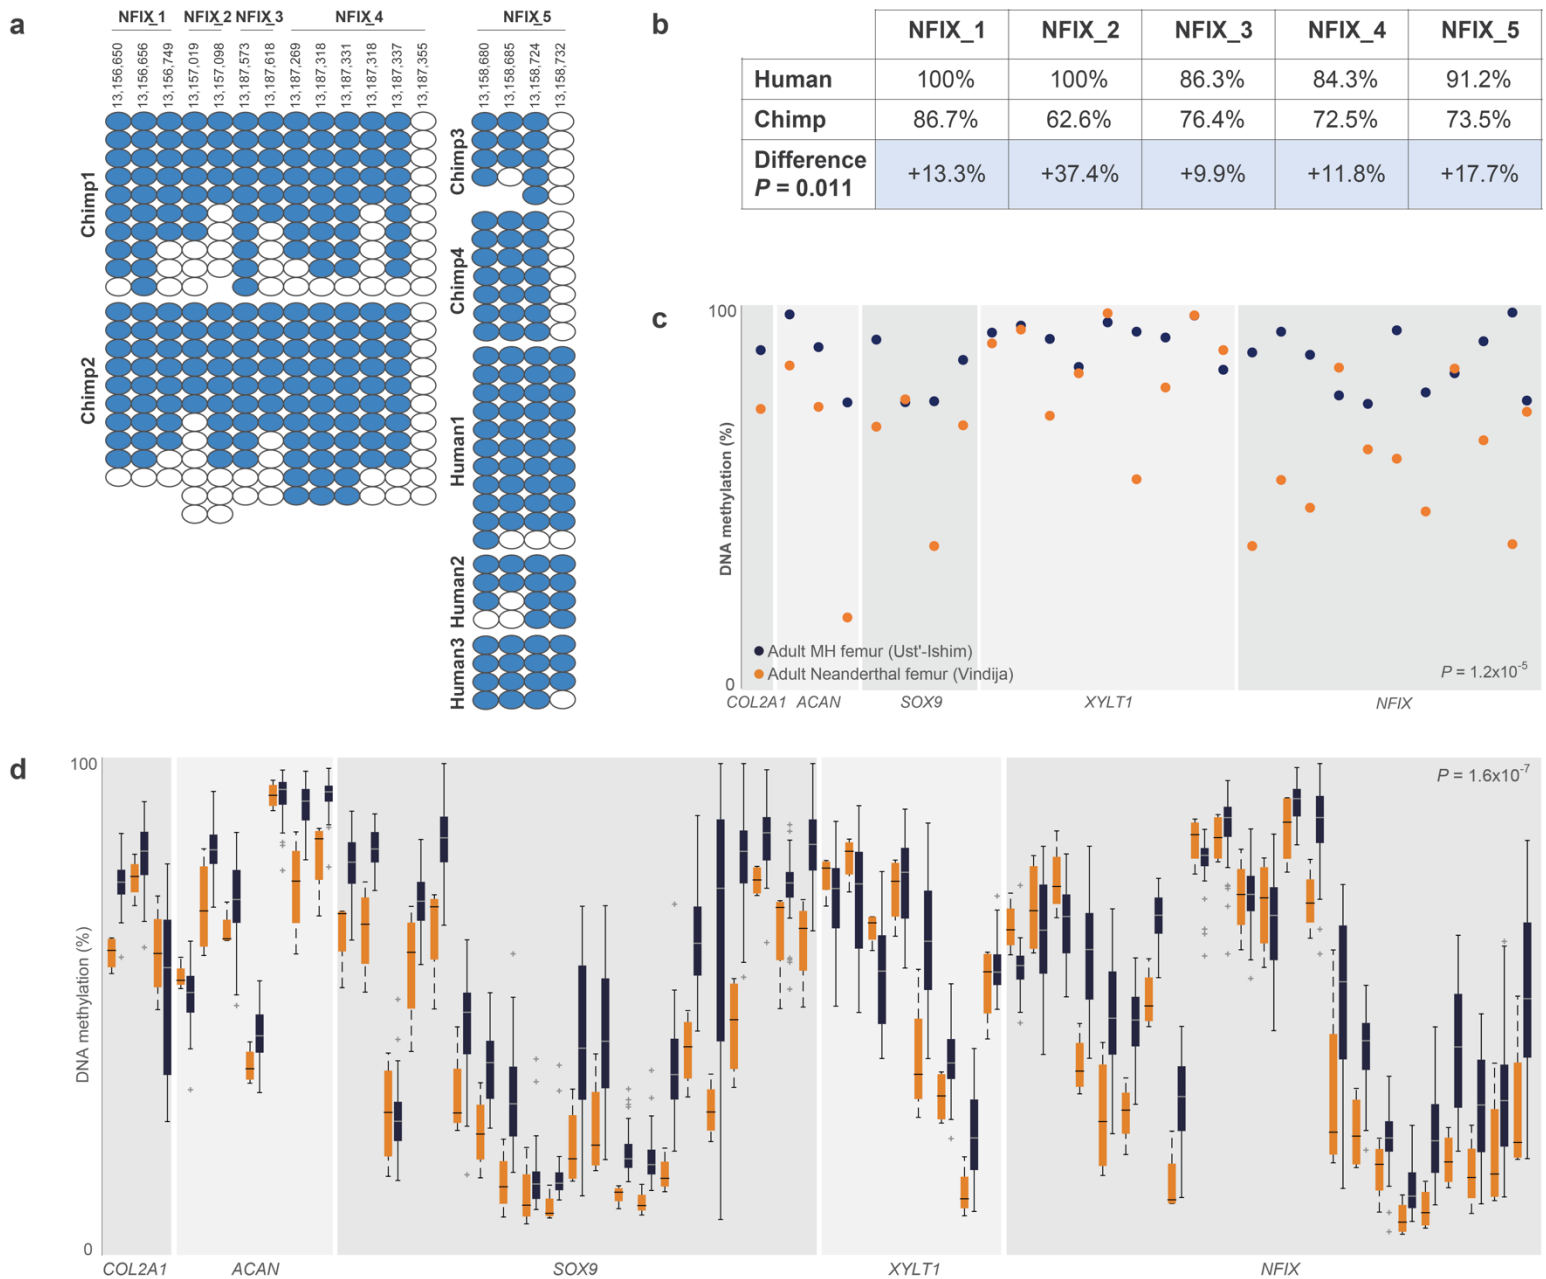 a
NFIX_1 NFIX_2 NFIX_3 NFIX_4 NFIX_5
13,156,650
13,156,656
13,156,749
13,157,019
13,157,098
13,187,573
13,187,618
13,187,269
13,187,318
13,187,331
13,187,318
13,187,337
13,187,355
13,158,680
13,158,685
13,158,724
13,158,732
Chimp1
Chimp2
Chimp3
Chimp4
Human1
Human2
Human3
b
NFIX_1 NFIX_2 NFIX_3 NFIX_4 NFIX_5
Human 100% 100% 86.3% 84.3% 91.2%
Chimp 86.7% 62.6% 76.4% 72.5% 73.5%
Difference
P = 0.011 +13.3% +37.4% +9.9% +11.8% +17.7%
c
100
DNA methylation (%)
0
Adult MH femur (Ust'-Ishim)
Adult Neanderthal femur (Vindija)
P = 1.2x10-5
COL2A1 ACAN SOX9 XYLT1 NFIX
d
100
DNA methylation (%)
0
P = 1.6x10-7
COL2A1 ACAN SOX9 XYLT1 NFIX